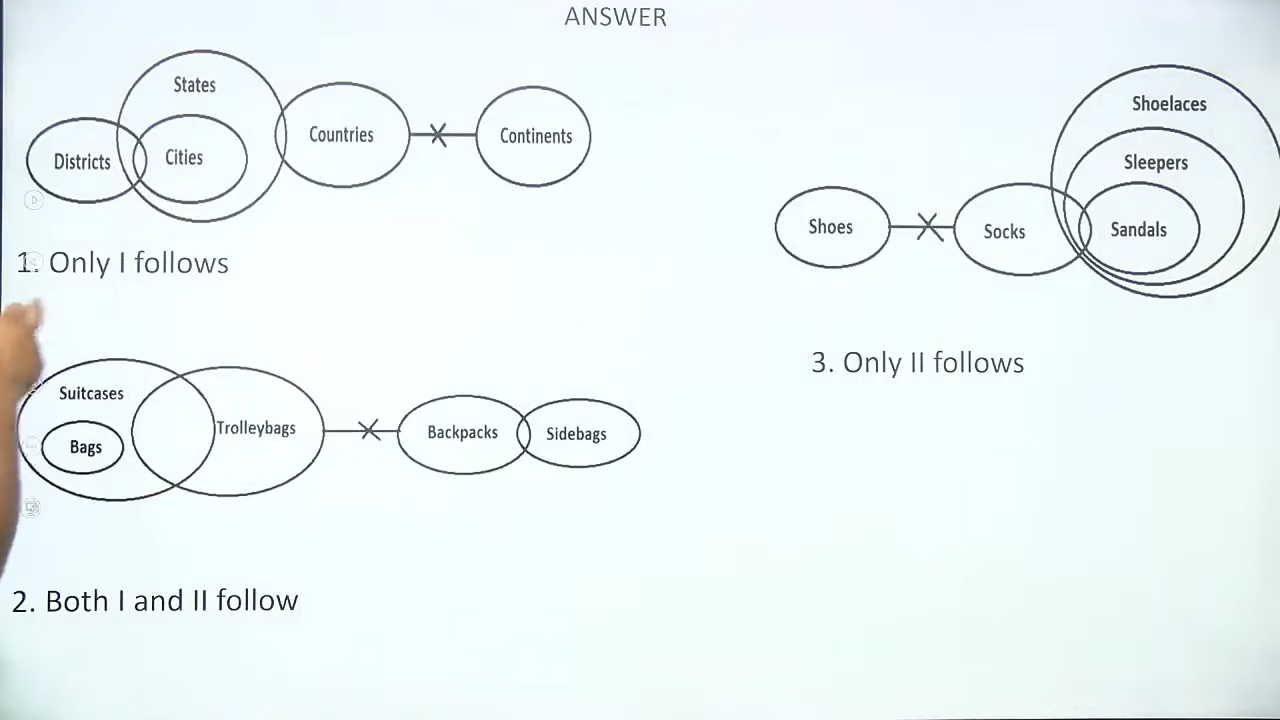 ANSWER
States
Districts
Cities
Countries
Continents
1. Only I follows
Suitcases
Bags
Trolleybags
Backpacks
Sidebags
2. Both I and II follow
Shoelaces
Sleepers
Shoes
Socks
Sandals
3. Only II follows